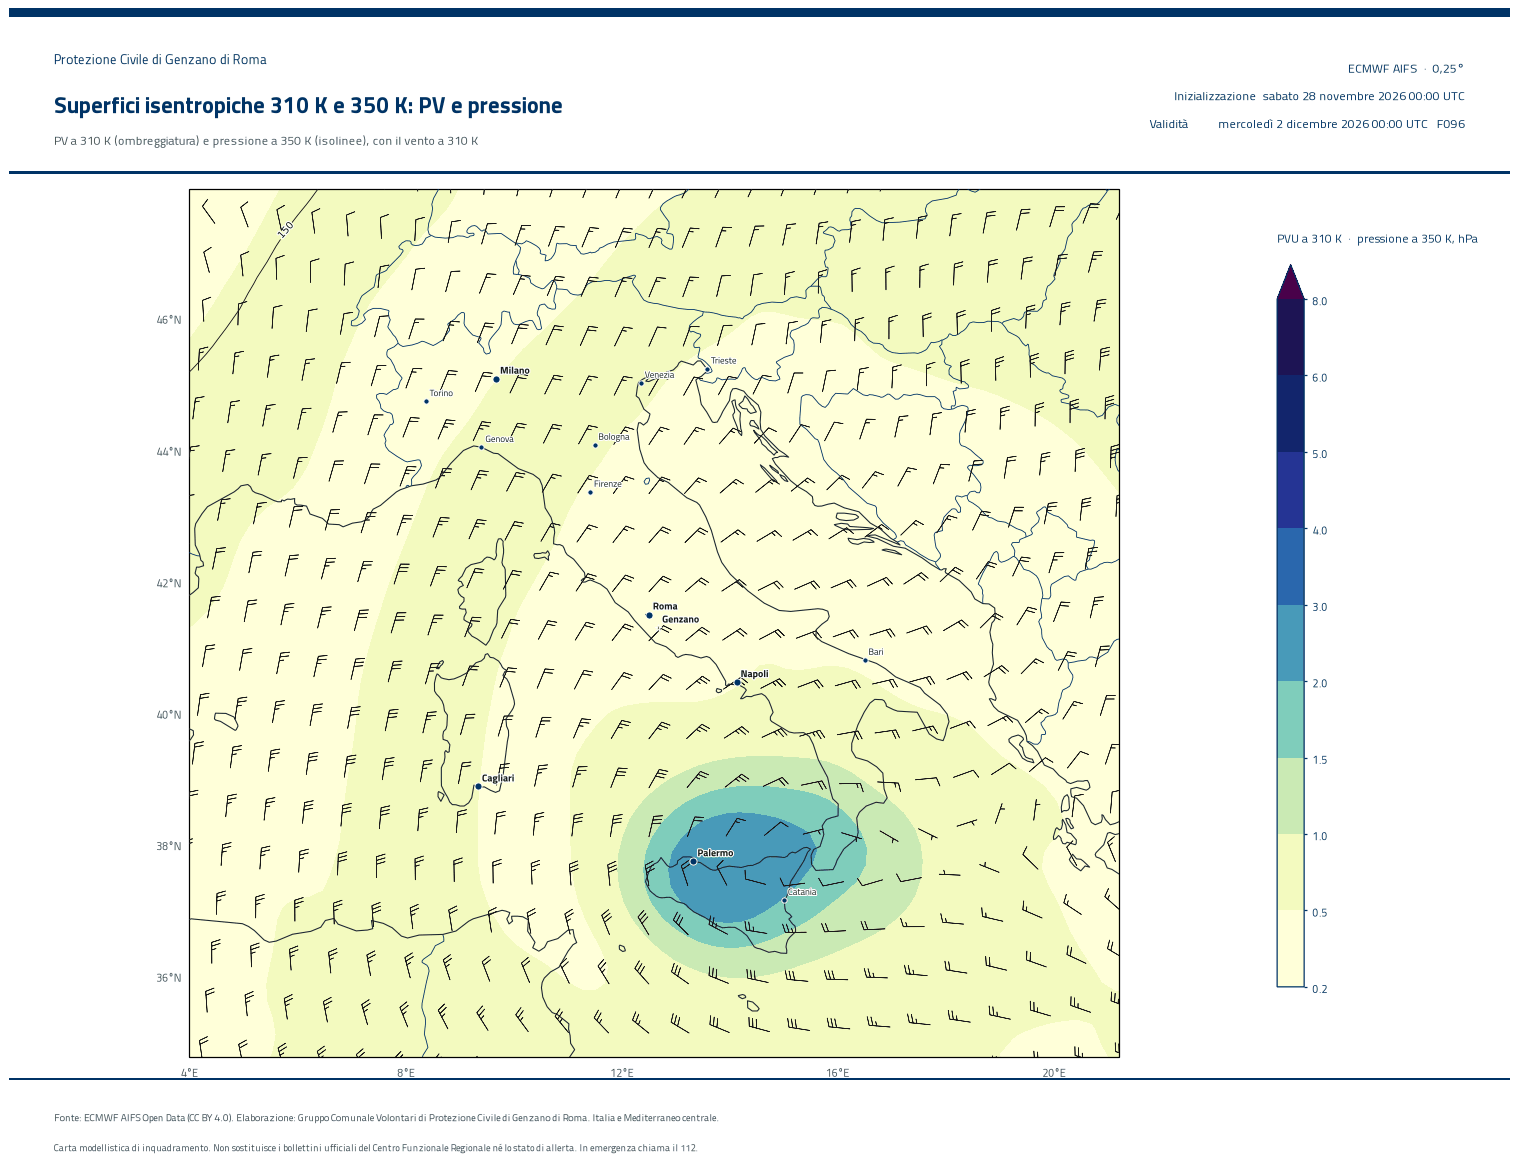 Protezione Civile di Genzano di Roma
Superfici isentropiche 310 K e 350 K: PV e pressione
PV a 310 K (ombreggiatura) e pressione a 350 K (isolinee), con il vento a 310 K
ECMWF AIFS · 0,25°
Inizializzazione sabato 28 novembre 2026 00:00 UTC
Validità mercoledì 2 dicembre 2026 00:00 UTC F096
PVU a 310 K · pressione a 350 K, hPa
8.0
6.0
5.0
4.0
3.0
2.0
1.5
1.0
0.5
0.2
150
46°N
44°N
42°N
40°N
38°N
36°N
4°E
8°E
12°E
16°E
20°E
Trieste
Milano
Venezia
Torino
Genova
Bologna
Firenze
Roma
Genzano
Bari
Napoli
Cagliari
Palermo
Catania
Fonte: ECMWF AIFS Open Data (CC BY 4.0). Elaborazione: Gruppo Comunale Volontari di Protezione Civile di Genzano di Roma. Italia e Mediterraneo centrale.
Carta modellistica di inquadramento. Non sostituisce i bollettini ufficiali del Centro Funzionale Regionale né lo stato di allerta. In emergenza chiama il 112.